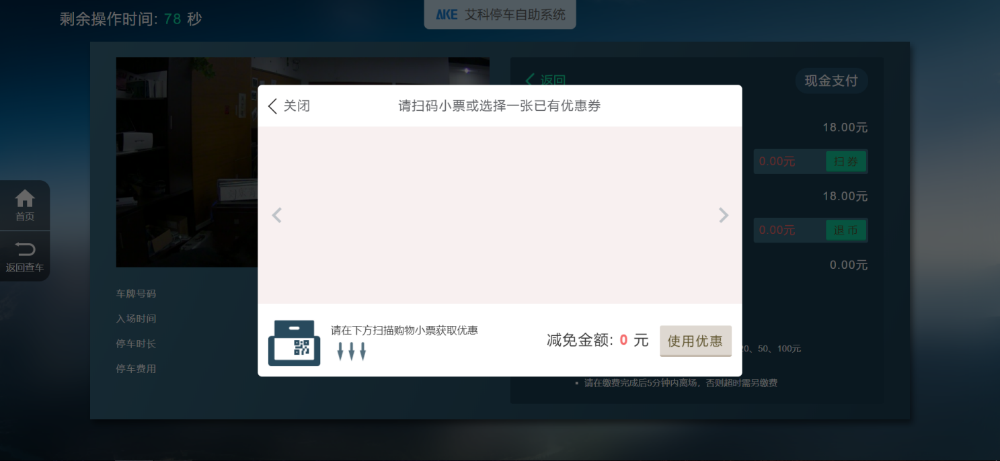 剩余操作时间: 78 秒
AKE 艾科停车自助系统
返回
现金支付
关闭
请扫码小票或选择一张已有优惠券
18.00元
0.00元 扫券
18.00元
首页
0.00元 退币
返回查车
0.00元
车牌号码
入场时间
停车时长
停车费用
请在下方扫描购物小票获取优惠
减免金额: 0 元
使用优惠
0、50、100元
请在缴费完成后5分钟内离场，否则超时需另缴费